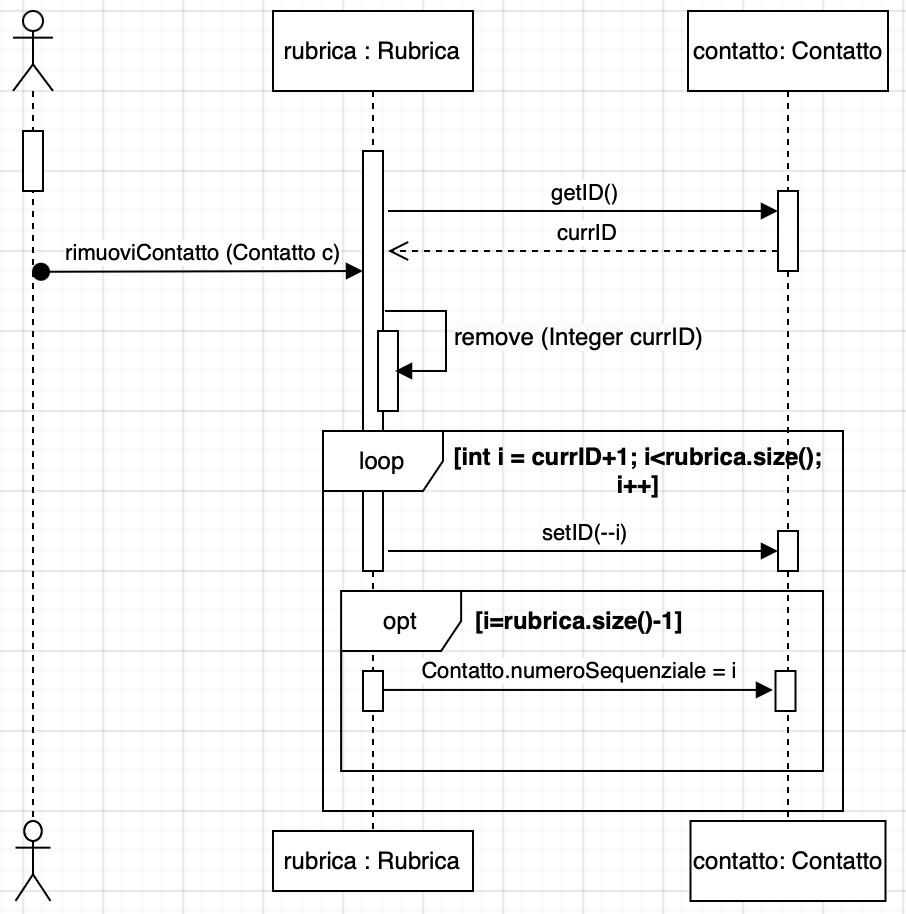 rubrica : Rubrica
contatto: Contatto
getID()
currID
rimuoviContatto (Contatto c)
remove (Integer currID)
loop
[int i = currID+1; i<rubrica.size();
i++]
setID(--i)
opt
[i=rubrica.size()-1]
Contatto.numeroSequenziale = i
rubrica : Rubrica
contatto: Contatto